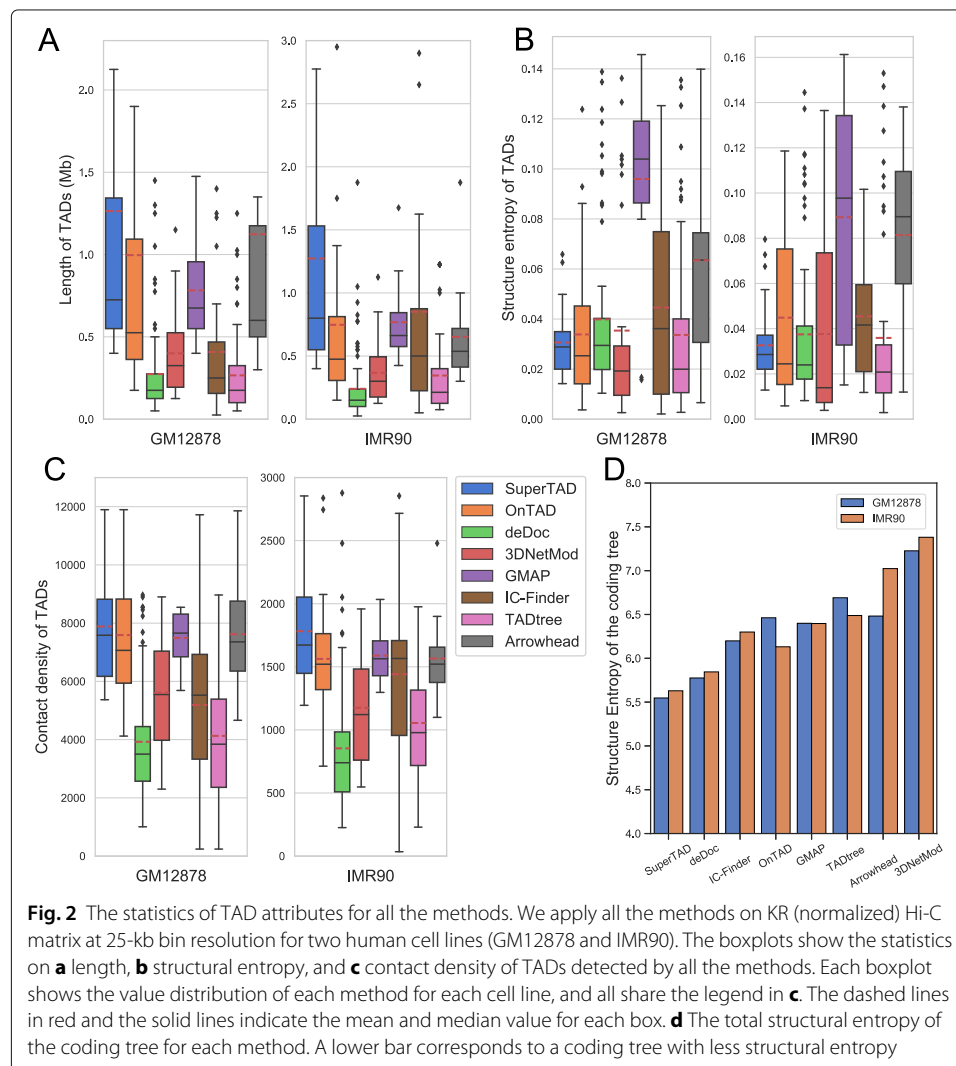 A
B
Length of TADs (Mb)
2.0
1.5
1.0
0.5
0.0
GM12878
3.0
2.5
2.0
1.5
1.0
0.5
0.0
IMR90
Structure entropy of TADs
0.14
0.12
0.10
0.08
0.06
0.04
0.02
0.00
GM12878
0.16
0.14
0.12
0.10
0.08
0.06
0.04
0.02
0.00
IMR90
C
Contact density of TADs
12000
10000
8000
6000
4000
2000
0
GM12878
3000
2500
2000
1500
1000
500
0
IMR90
SuperTAD
OnTAD
deDoc
3DNetMod
GMAP
IC-Finder
TADtree
Arrowhead
D
Structure Entropy of the coding tree
8.0
7.5
7.0
6.5
6.0
5.5
5.0
4.5
4.0
GM12878
IMR90
SuperTAD
deDoc
IC-Finder
OnTAD
GMAP
TADtree
Arrowhead
3DNetMod
Fig. 2 The statistics of TAD attributes for all the methods. We apply all the methods on KR (normalized) Hi-C
matrix at 25-kb bin resolution for two human cell lines (GM12878 and IMR90). The boxplots show the statistics
on a length, b structural entropy, and c contact density of TADs detected by all the methods. Each boxplot
shows the value distribution of each method for each cell line, and all share the legend in c. The dashed lines
in red and the solid lines indicate the mean and median value for each box. d The total structural entropy of
the coding tree for each method. A lower bar corresponds to a coding tree with less structural entropy